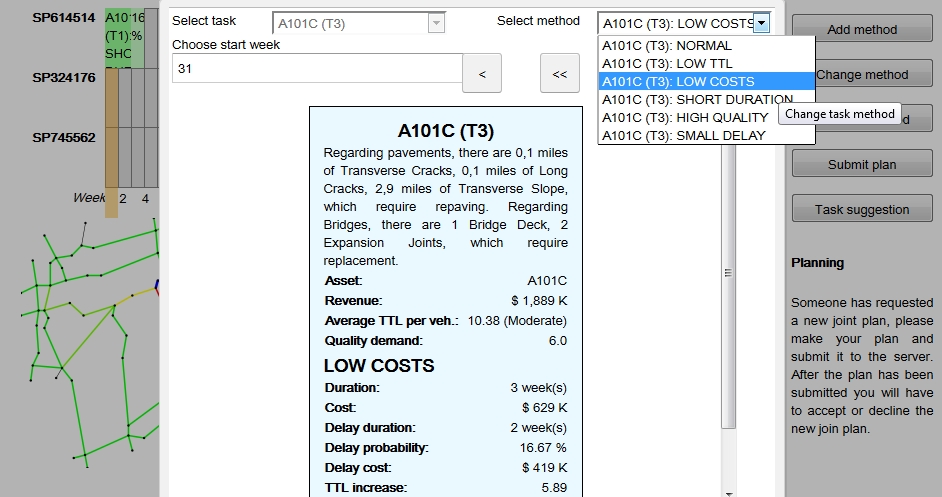 SP614514
A10
16
(T1):
%
SHC
SP324176
SP745562
Week
2
4
Select task
A101C (T3)
Select method
A101C (T3): LOW COSTS
Choose start week
31
<
<<
A101C (T3): NORMAL
A101C (T3): LOW TTL
A101C (T3): LOW COSTS
A101C (T3): SHORT DURATION
A101C (T3): HIGH QUALITY
A101C (T3): SMALL DELAY
Change task method
A101C (T3)
Regarding pavements, there are 0,1 miles
of Transverse Cracks, 0,1 miles of Long
Cracks, 2,9 miles of Transverse Slope,
which require repaving. Regarding
Bridges, there are 1 Bridge Deck, 2
Expansion Joints, which require
replacement.
Asset: A101C
Revenue: $ 1,889 K
Average TTL per veh.: 10.38 (Moderate)
Quality demand: 6.0
LOW COSTS
Duration: 3 week(s)
Cost: $ 629 K
Delay duration: 2 week(s)
Delay probability: 16.67 %
Delay cost: $ 419 K
TTL increase: 5.89
Add method
Change method
d
Submit plan
Task suggestion
Planning
Someone has requested
a new joint plan, please
make your plan and
submit it to the server.
After the plan has been
submitted you will have
to accept or decline the
new join plan.